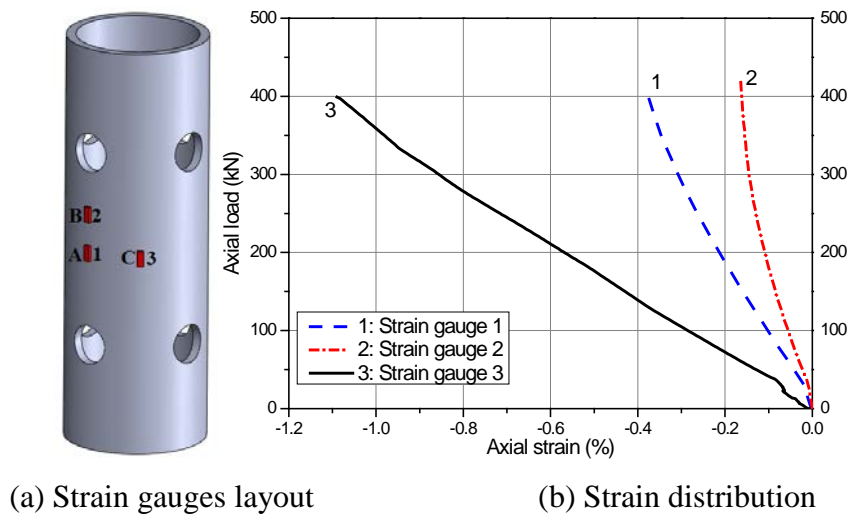 B 2
A 1
C 3
500
400
300
200
100
0
Axial load (kN)
3
1
2
1: Strain gauge 1
2: Strain gauge 2
3: Strain gauge 3
500
400
300
200
100
0
-1.2 -1.0 -0.8 -0.6 -0.4 -0.2 0.0
Axial strain (%)
(a) Strain gauges layout
(b) Strain distribution